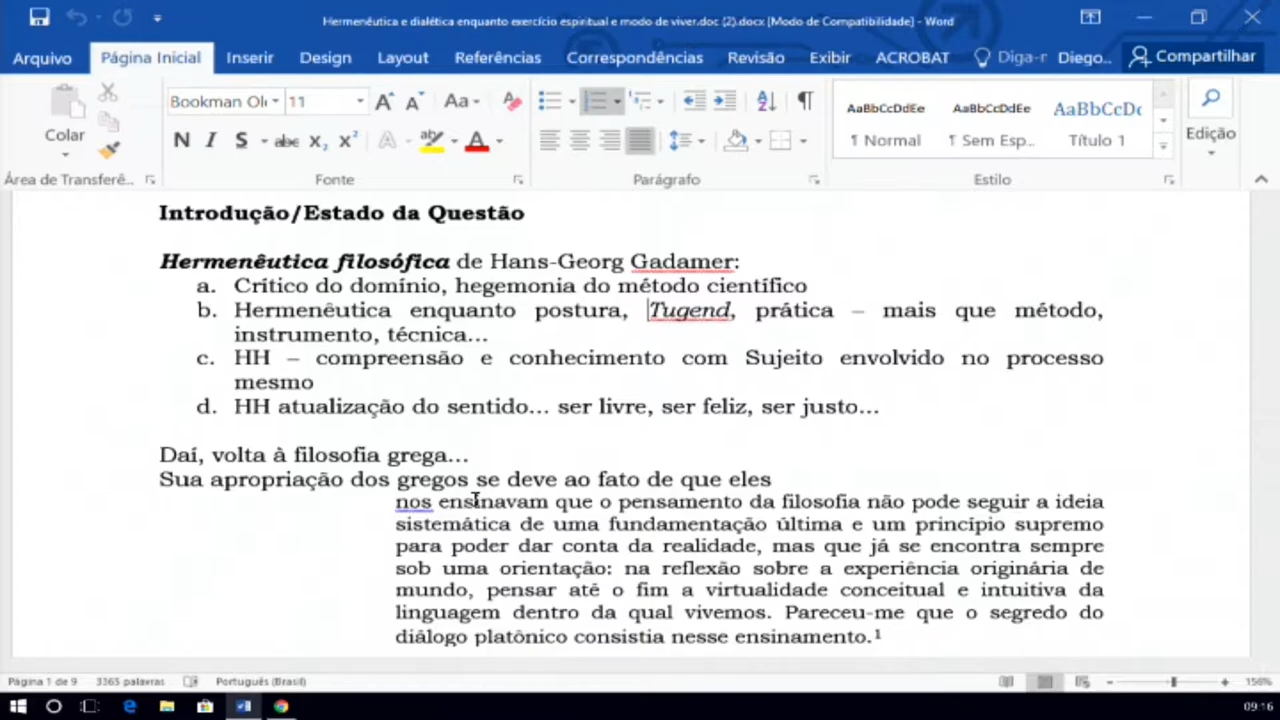 Hermenêutica e dialética enquanto exercício espiritual e modo de viver.doc (2).docx [Modo de Compatibilidade] - Word
Arquivo Página Inicial Inserir Design Layout Referências Correspondências Revisão Exibir ACROBAT Diga-r Diego... Compartilhar
Bookman Ol 11 Aa
AaBbCcDdEe AaBbCcDdEe AaBbCcDc
Colar N I S abc x₂ x² A A ¶ Normal ¶ Sem Esp... Título 1 Edição
Área de Transferê... Fonte Parágrafo Estilo
Introdução/Estado da Questão
Hermenêutica filosófica de Hans-Georg Gadamer:
a. Crítico do domínio, hegemonia do método científico
b. Hermenêutica enquanto postura, Tugend, prática – mais que método,
instrumento, técnica...
c. HH – compreensão e conhecimento com Sujeito envolvido no processo
mesmo
d. HH atualização do sentido... ser livre, ser feliz, ser justo...
Daí, volta à filosofia grega...
Sua apropriação dos gregos se deve ao fato de que eles
nos ensinavam que o pensamento da filosofia não pode seguir a ideia
sistemática de uma fundamentação última e um princípio supremo
para poder dar conta da realidade, mas que já se encontra sempre
sob uma orientação: na reflexão sobre a experiência originária de
mundo, pensar até o fim a virtualidade conceitual e intuitiva da
linguagem dentro da qual vivemos. Pareceu-me que o segredo do
diálogo platônico consistia nesse ensinamento.¹
Página 1 de 9 3365 palavras Português (Brasil) 156%
09:16